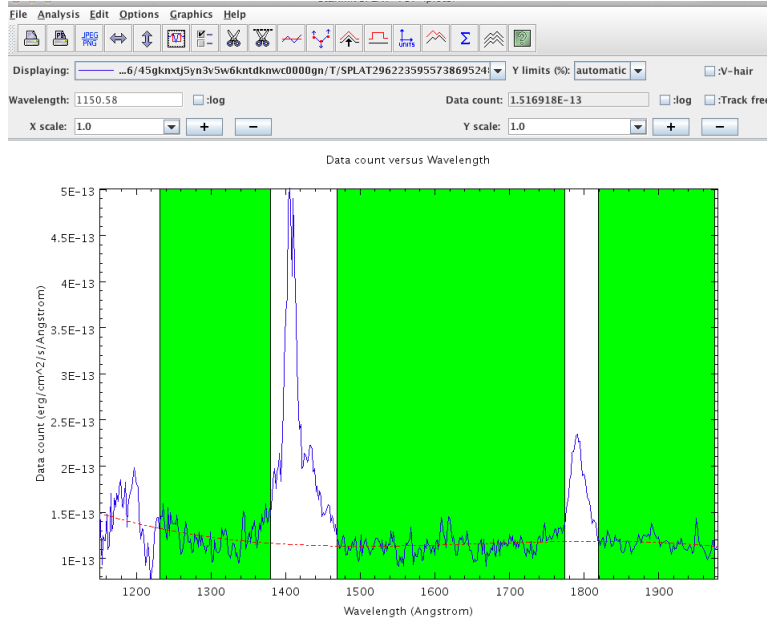 File Analysis Edit Options Graphics Help
JPEG
PNG
units
Displaying: ...6/45gknxtj5yn3v5w6kntdknwc0000gn/T/SPLAT2962235955738695248 Y limits (%): automatic :V-hair
Wavelength: 1150.58 :log Data count: 1.516918E-13 :log :Track free
X scale: 1.0 + − Y scale: 1.0 + −
Data count versus Wavelength
5E-13
4.5E-13
4E-13
3.5E-13
3E-13
2.5E-13
2E-13
1.5E-13
1E-13
Data count (erg/cm^2/s/Angstrom)
1200 1300 1400 1500 1600 1700 1800 1900
Wavelength (Angstrom)